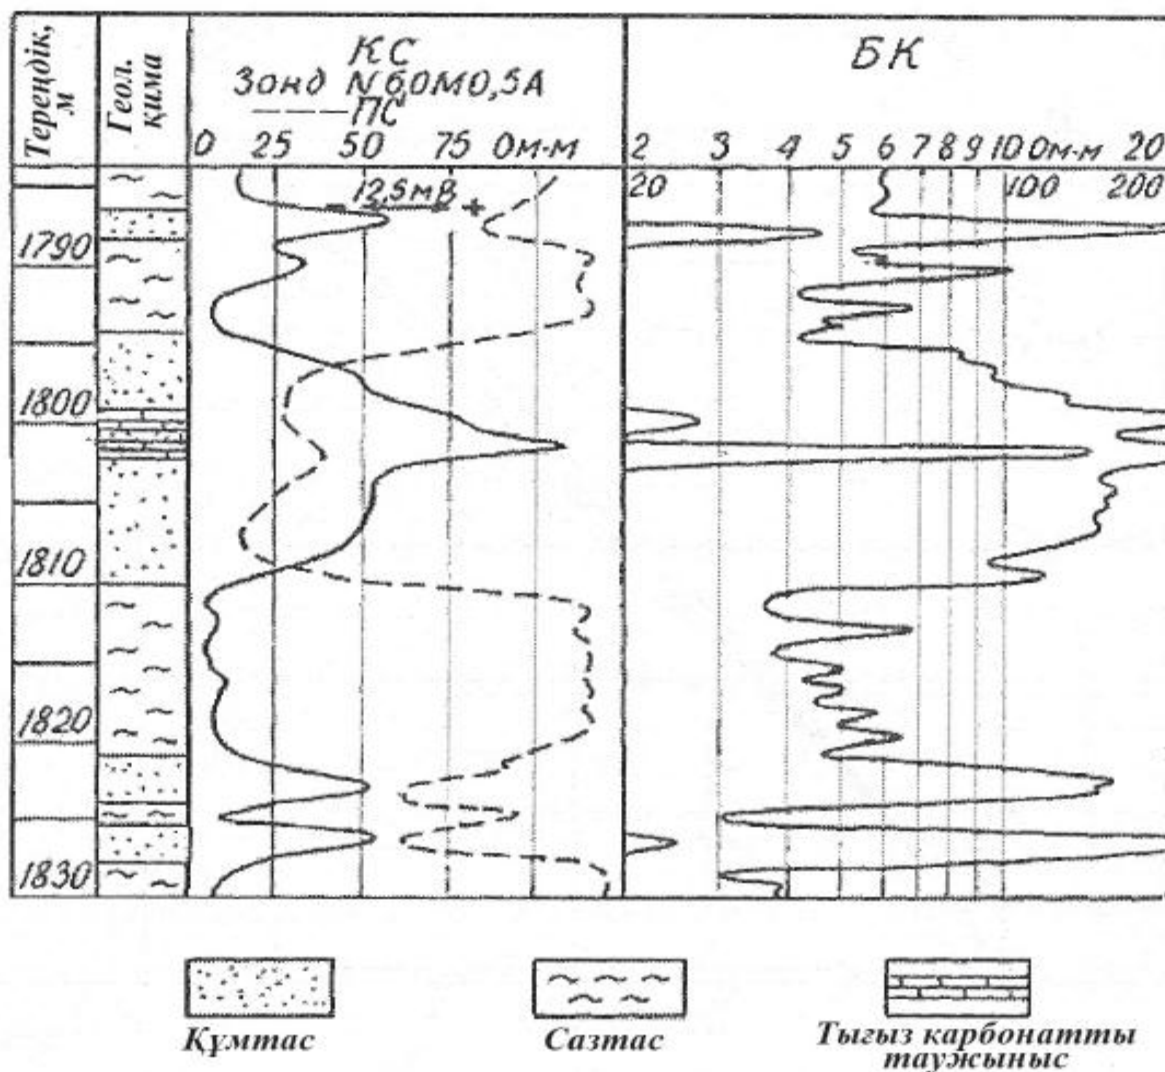 Тереңдік, м
Геол. қима
КС
Зонд N6,0M0,5A
ПС
0 25 50 75 Ом·м
12,5мВ
- +
БК
2 3 4 5 6 7 8 9 10 Ом·м 20
20 100 200
1790
1800
1810
1820
1830
Құмтас
Сазтас
Тығыз карбонатты
таужыныс